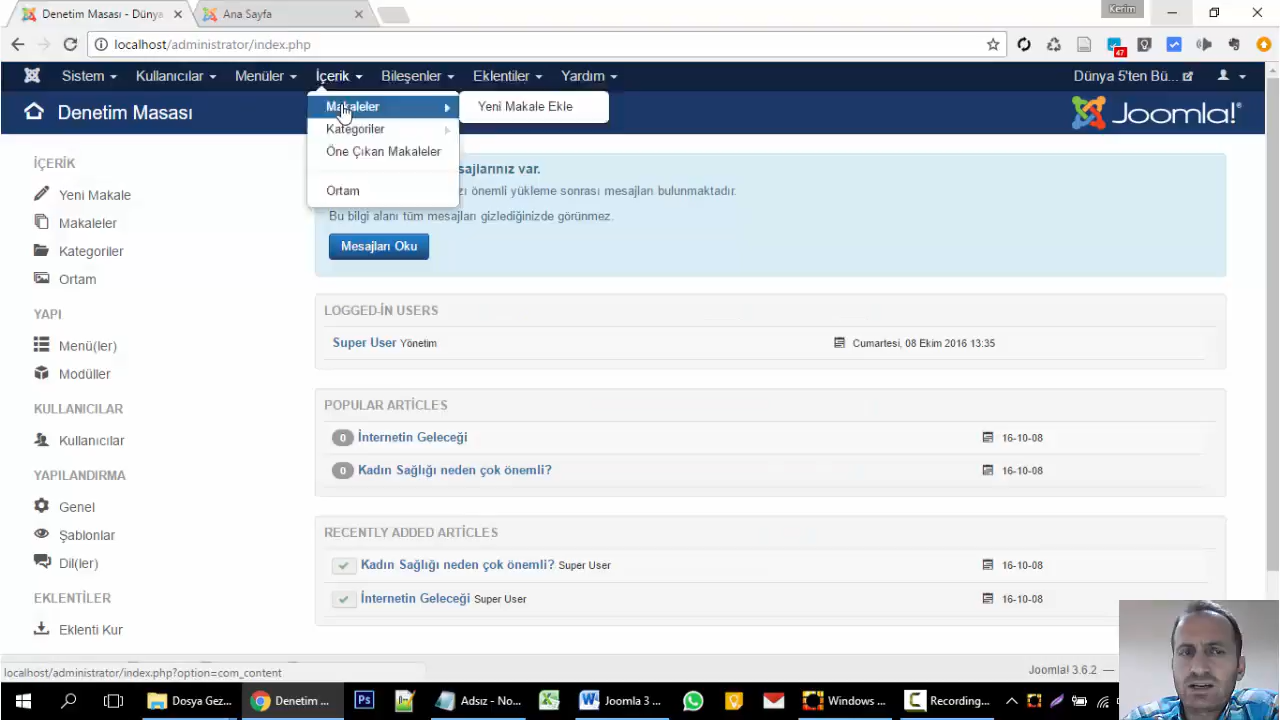 Denetim Masası - Dünya
Ana Sayfa
Kerim
localhost/administrator/index.php
47
Sistem Kullanıcılar Menüler İçerik Bileşenler Eklentiler Yardım Dünya 5'ten Bü...
Denetim Masası
Joomla!®
Makaleler
Yeni Makale Ekle
Kategoriler
Öne Çıkan Makaleler
Ortam
İÇERİK
Yeni Makale
Makaleler
Kategoriler
Ortam
YAPI
Menü(ler)
Modüller
KULLANICILAR
Kullanıcılar
YAPILANDIRMA
Genel
Şablonlar
Dil(ler)
EKLENTİLER
Eklenti Kur
sajlarınız var.
zı önemli yükleme sonrası mesajları bulunmaktadır.
Bu bilgi alanı tüm mesajları gizlediğinizde görünmez.
Mesajları Oku
LOGGED-İN USERS
Super User Yönetim Cumartesi, 08 Ekim 2016 13:35
POPULAR ARTİCLES
0 İnternetin Geleceği 16-10-08
0 Kadın Sağlığı neden çok önemli? 16-10-08
RECENTLY ADDED ARTİCLES
Kadın Sağlığı neden çok önemli? Super User 16-10-08
İnternetin Geleceği Super User 16-10-08
localhost/administrator/index.php?option=com_content
Joomla! 3.6.2 —
Dosya Gez... Denetim ... Ps Adsız - No... Joomla 3 ... Windows ... Recording...